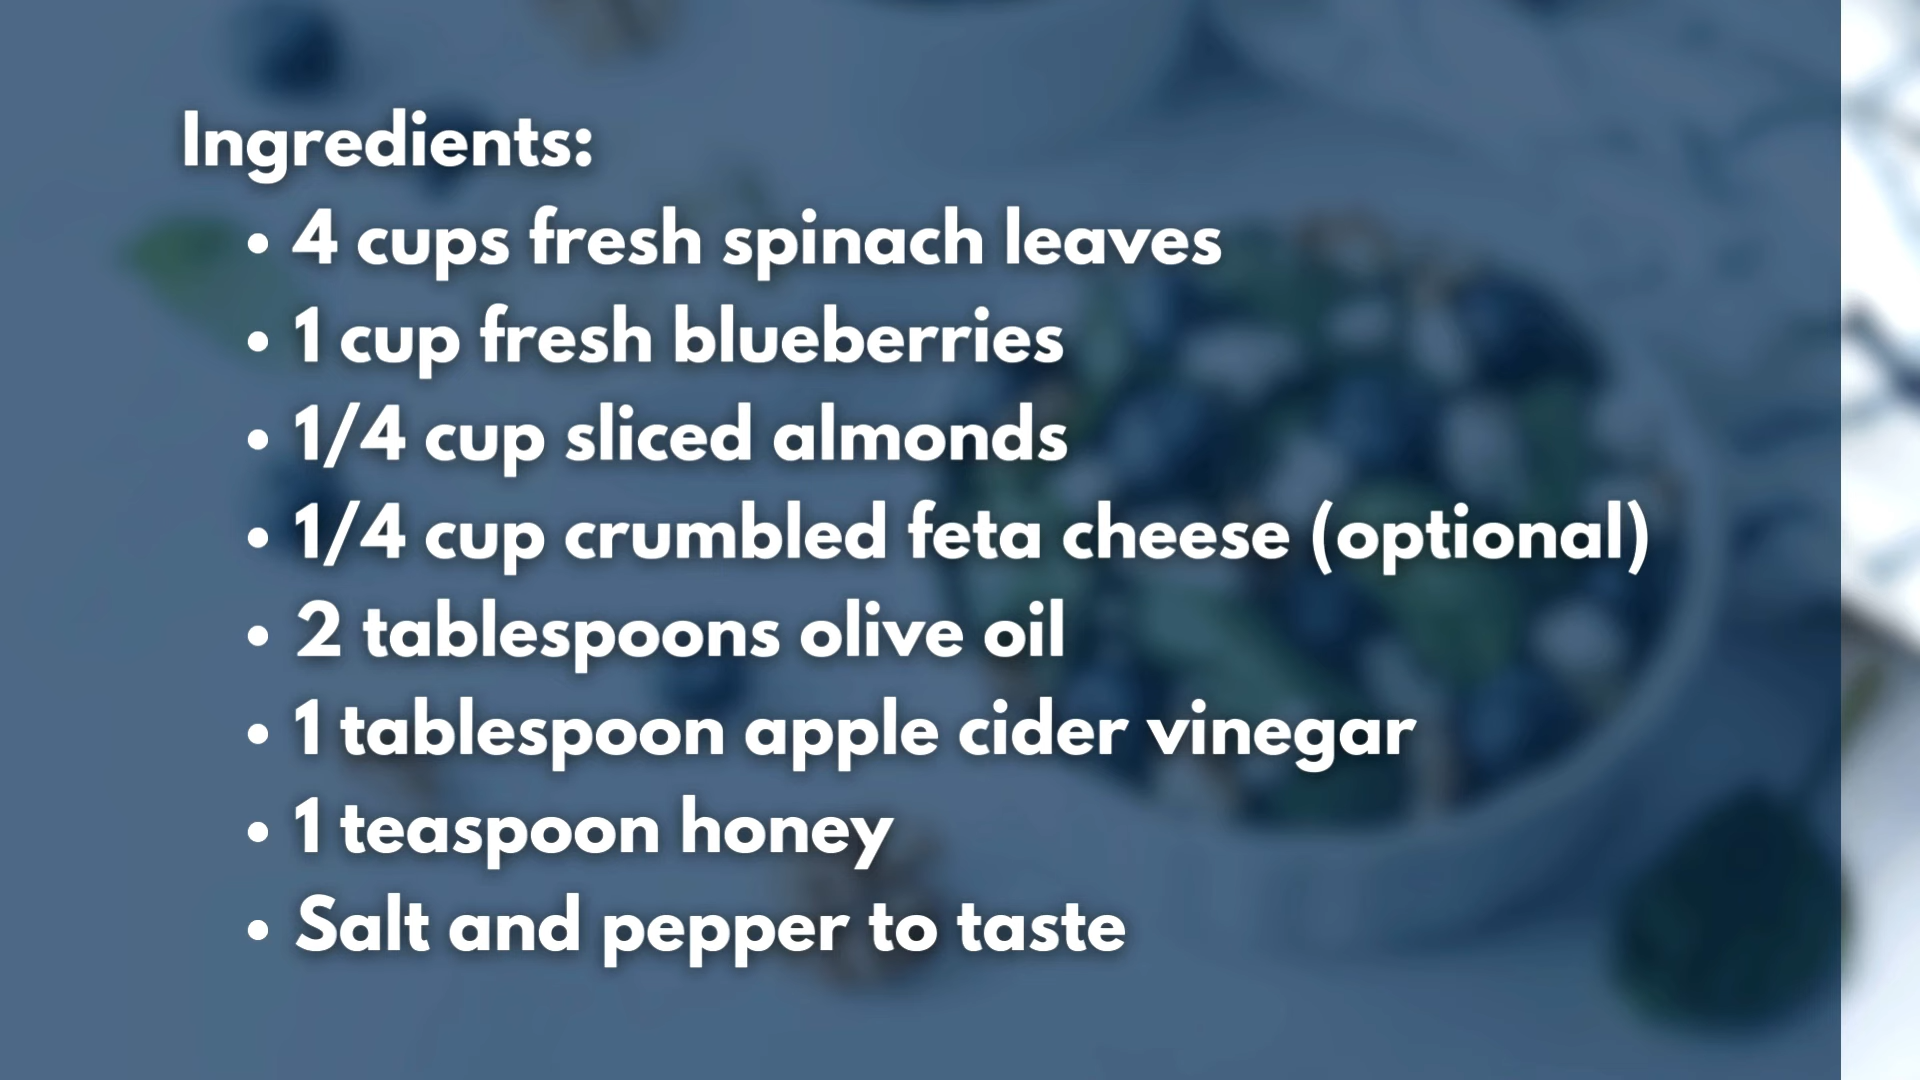 Ingredients:
• 4 cups fresh spinach leaves
• 1 cup fresh blueberries
• 1/4 cup sliced almonds
• 1/4 cup crumbled feta cheese (optional)
• 2 tablespoons olive oil
• 1 tablespoon apple cider vinegar
• 1 teaspoon honey
• Salt and pepper to taste